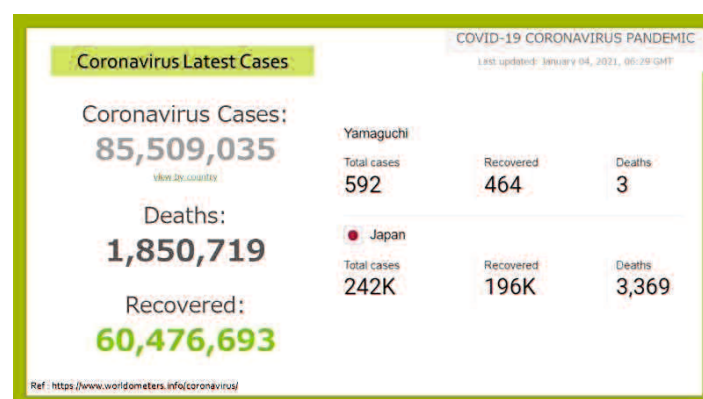 COVID-19 CORONAVIRUS PANDEMIC
Last updated: January 04, 2021, 06:29 GMT
Coronavirus Latest Cases
Coronavirus Cases:
85,509,035
view by country
Deaths:
1,850,719
Recovered:
60,476,693
Yamaguchi
Total cases Recovered Deaths
592 464 3
Japan
Total cases Recovered Deaths
242K 196K 3,369
Ref : https://www.worldometers.info/coronavirus/